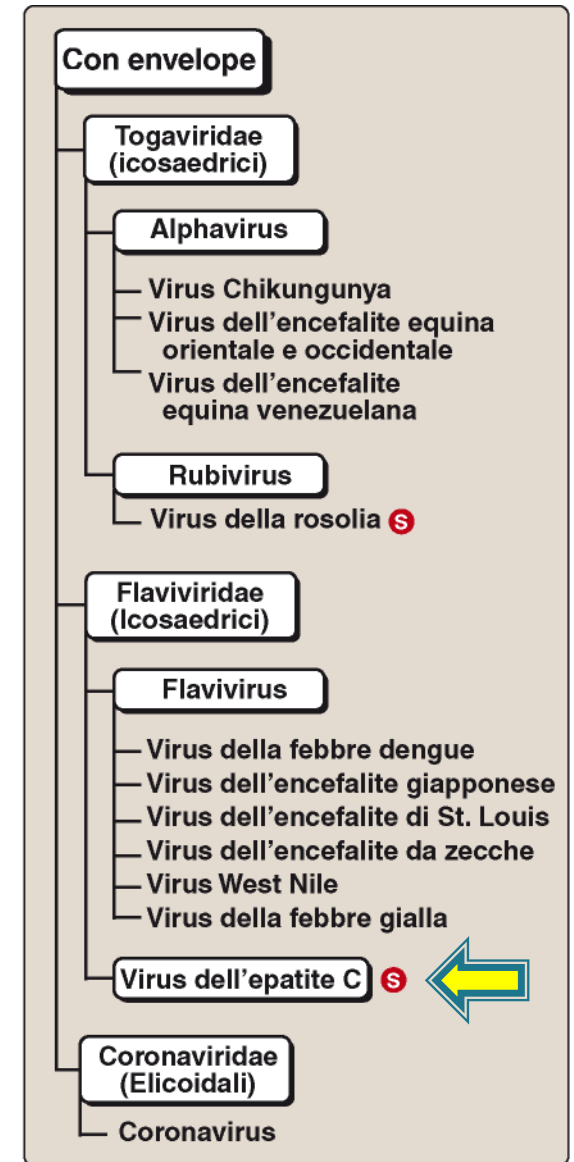 Con envelope
Togaviridae
(icosaedrici)
Alphavirus
Virus Chikungunya
Virus dell'encefalite equina
orientale e occidentale
Virus dell'encefalite
equina venezuelana
Rubivirus
Virus della rosolia S
Flaviviridae
(Icosaedrici)
Flavivirus
Virus della febbre dengue
Virus dell'encefalite giapponese
Virus dell'encefalite di St. Louis
Virus dell'encefalite da zecche
Virus West Nile
Virus della febbre gialla
Virus dell'epatite C S
Coronaviridae
(Elicoidali)
Coronavirus